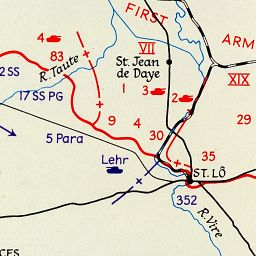 FIRST
ARM
4
83
VII
XIX
R. Taute
St. Jean
de Daye
2 SS
17 SS PG
1
3
2
29
9
4
30
5 Para
Lehr
35
ST. LÔ
352
R. Vire
CES